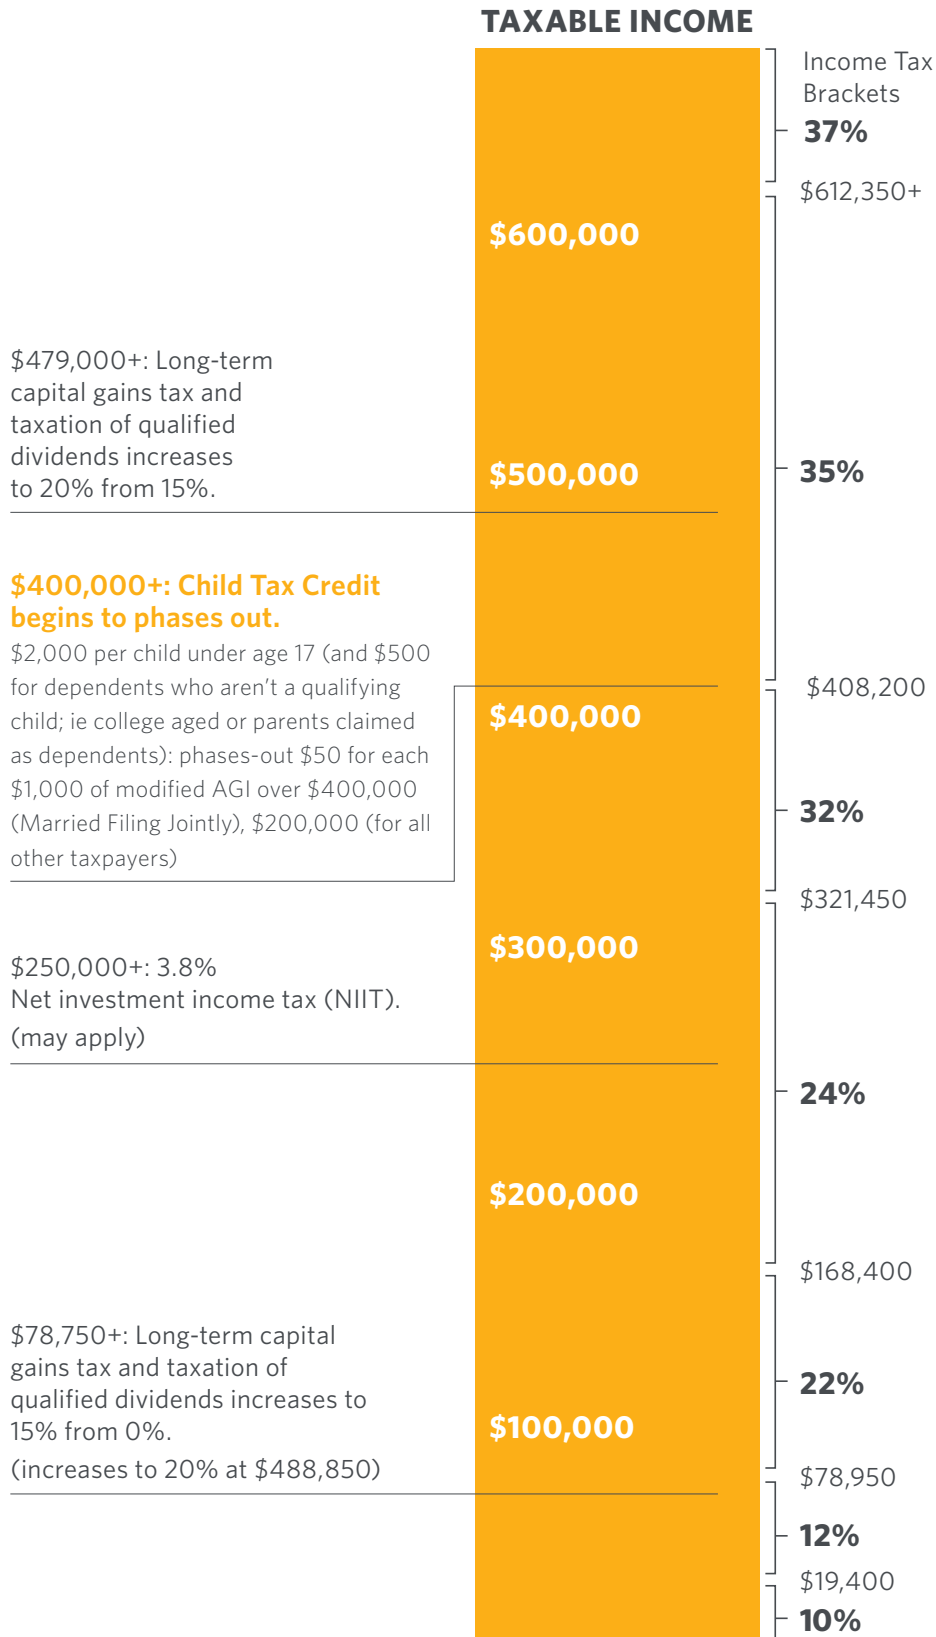 TAXABLE INCOME
Income Tax
Brackets
37%
$612,350+
$600,000
$479,000+: Long-term
capital gains tax and
taxation of qualified
dividends increases
to 20% from 15%.
$500,000
35%
$400,000+: Child Tax Credit
begins to phases out.
$2,000 per child under age 17 (and $500
for dependents who aren't a qualifying
child; ie college aged or parents claimed
as dependents): phases-out $50 for each
$1,000 of modified AGI over $400,000
(Married Filing Jointly), $200,000 (for all
other taxpayers)
$408,200
$400,000
32%
$321,450
$300,000
$250,000+: 3.8%
Net investment income tax (NIIT).
(may apply)
24%
$200,000
$168,400
$78,750+: Long-term capital
gains tax and taxation of
qualified dividends increases to
15% from 0%.
(increases to 20% at $488,850)
22%
$100,000
$78,950
12%
$19,400
10%